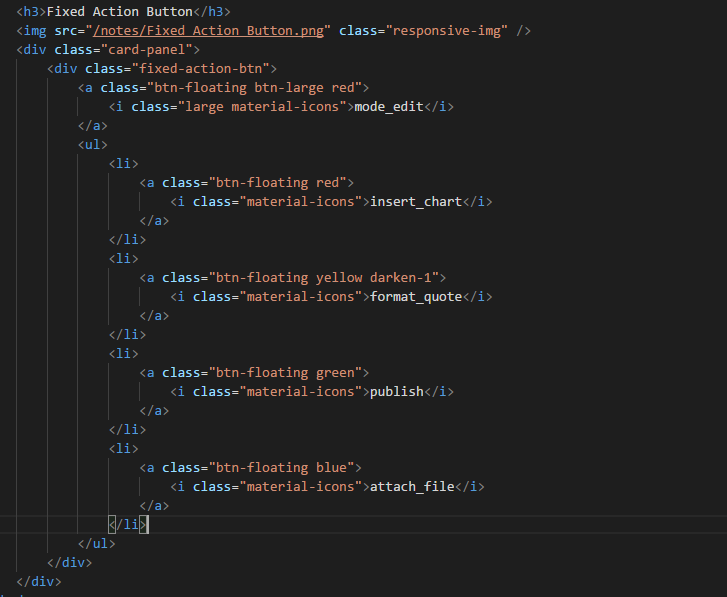 <h3>Fixed Action Button</h3>
<img src="/notes/Fixed Action Button.png" class="responsive-img" />
<div class="card-panel">
    <div class="fixed-action-btn">
        <a class="btn-floating btn-large red">
            <i class="large material-icons">mode_edit</i>
        </a>
        <ul>
            <li>
                <a class="btn-floating red">
                    <i class="material-icons">insert_chart</i>
                </a>
            </li>
            <li>
                <a class="btn-floating yellow darken-1">
                    <i class="material-icons">format_quote</i>
                </a>
            </li>
            <li>
                <a class="btn-floating green">
                    <i class="material-icons">publish</i>
                </a>
            </li>
            <li>
                <a class="btn-floating blue">
                    <i class="material-icons">attach_file</i>
                </a>
            </li>
        </ul>
    </div>
</div>